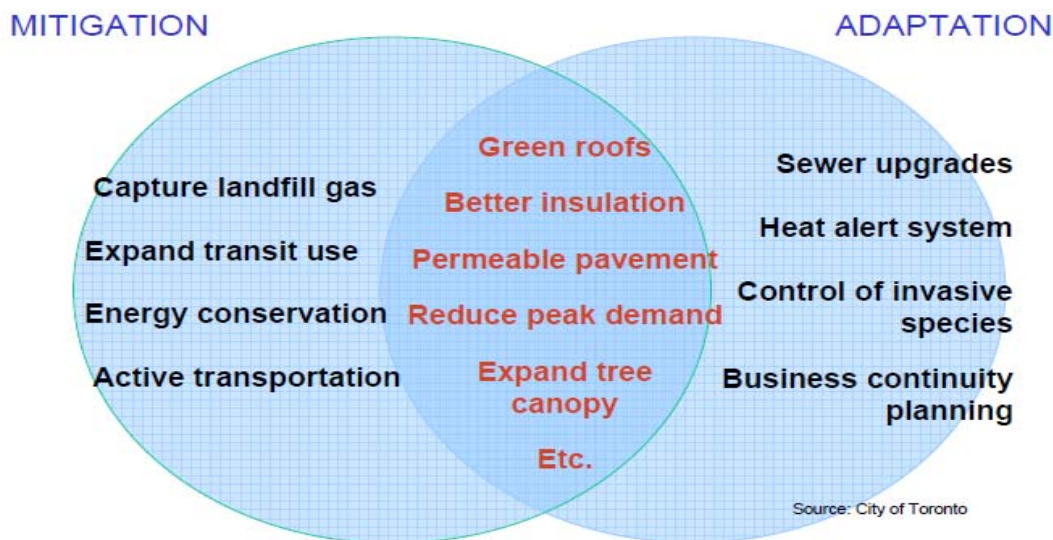 MITIGATION
ADAPTATION
Capture landfill gas
Expand transit use
Energy conservation
Active transportation
Green roofs
Better insulation
Permeable pavement
Reduce peak demand
Expand tree
canopy
Etc.
Sewer upgrades
Heat alert system
Control of invasive
species
Business continuity
planning
Source: City of Toronto